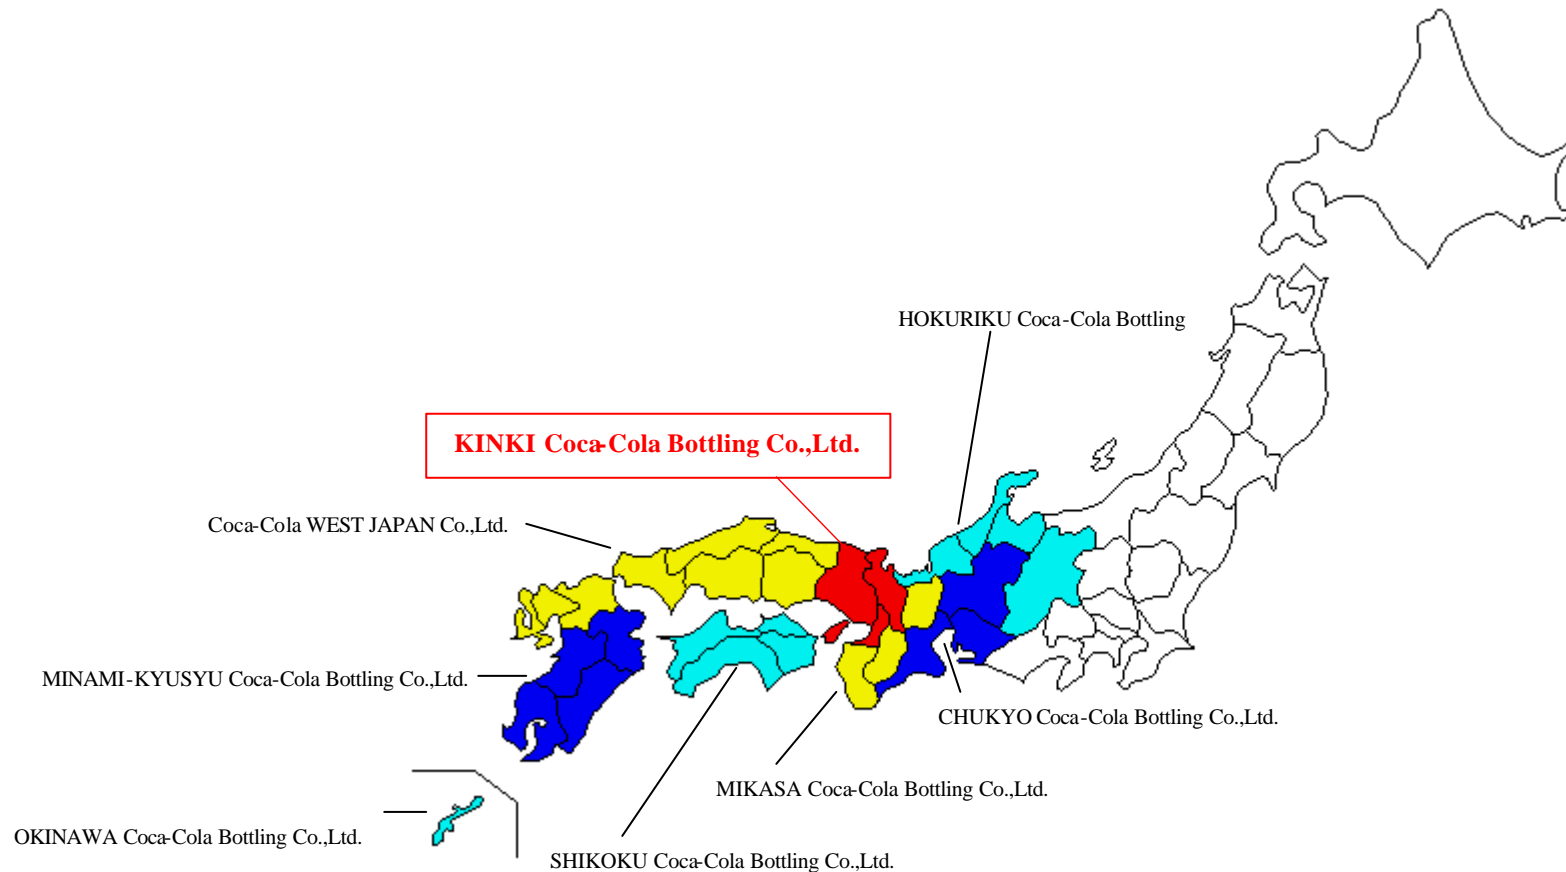 HOKURIKU Coca-Cola Bottling
KINKI Coca-Cola Bottling Co.,Ltd.
Coca-Cola WEST JAPAN Co.,Ltd.
MINAMI-KYUSYU Coca-Cola Bottling Co.,Ltd.
CHUKYO Coca-Cola Bottling Co.,Ltd.
MIKASA Coca-Cola Bottling Co.,Ltd.
OKINAWA Coca-Cola Bottling Co.,Ltd.
SHIKOKU Coca-Cola Bottling Co.,Ltd.